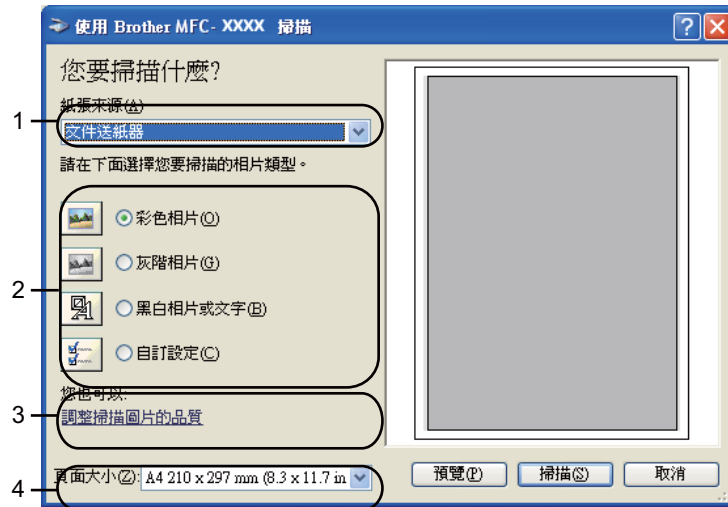 使用 Brother MFC- XXXX 掃描
您要掃描什麼?
紙張來源(A)
1
文件送紙器
請在下面選擇您要掃描的相片類型。
彩色相片(O)
灰階相片(G)
2
黑白相片或文字(B)
自訂設定(C)
您也可以:
3
調整掃描圖片的品質
4
頁面大小(Z): A4 210 x 297 mm (8.3 x 11.7 in
預覽(P) 掃描(S) 取消